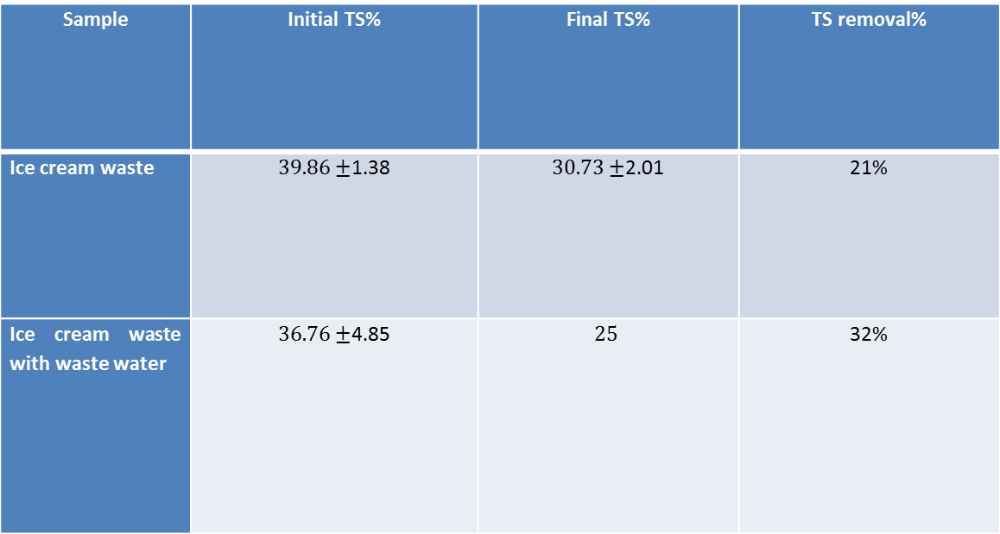 Sample Initial TS% Final TS% TS removal%
Ice cream waste 39.86 ±1.38 30.73 ±2.01 21%
Ice cream waste 36.76 ±4.85 25 32%
with waste water